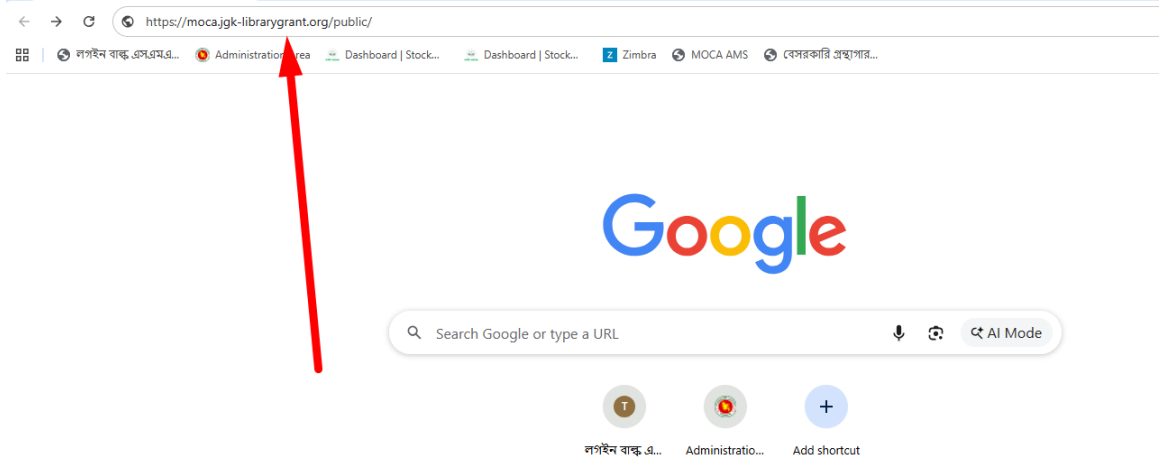 https://moca.jgk-librarygrant.org/public/
লগইন বাল্ক এসএমএ... Administration Area Dashboard | Stock... Dashboard | Stock... Z Zimbra MOCA AMS বেসরকারি গ্রন্থাগার...
Google
Search Google or type a URL AI Mode
T
লগইন বাল্ক এ... Administratio... Add shortcut